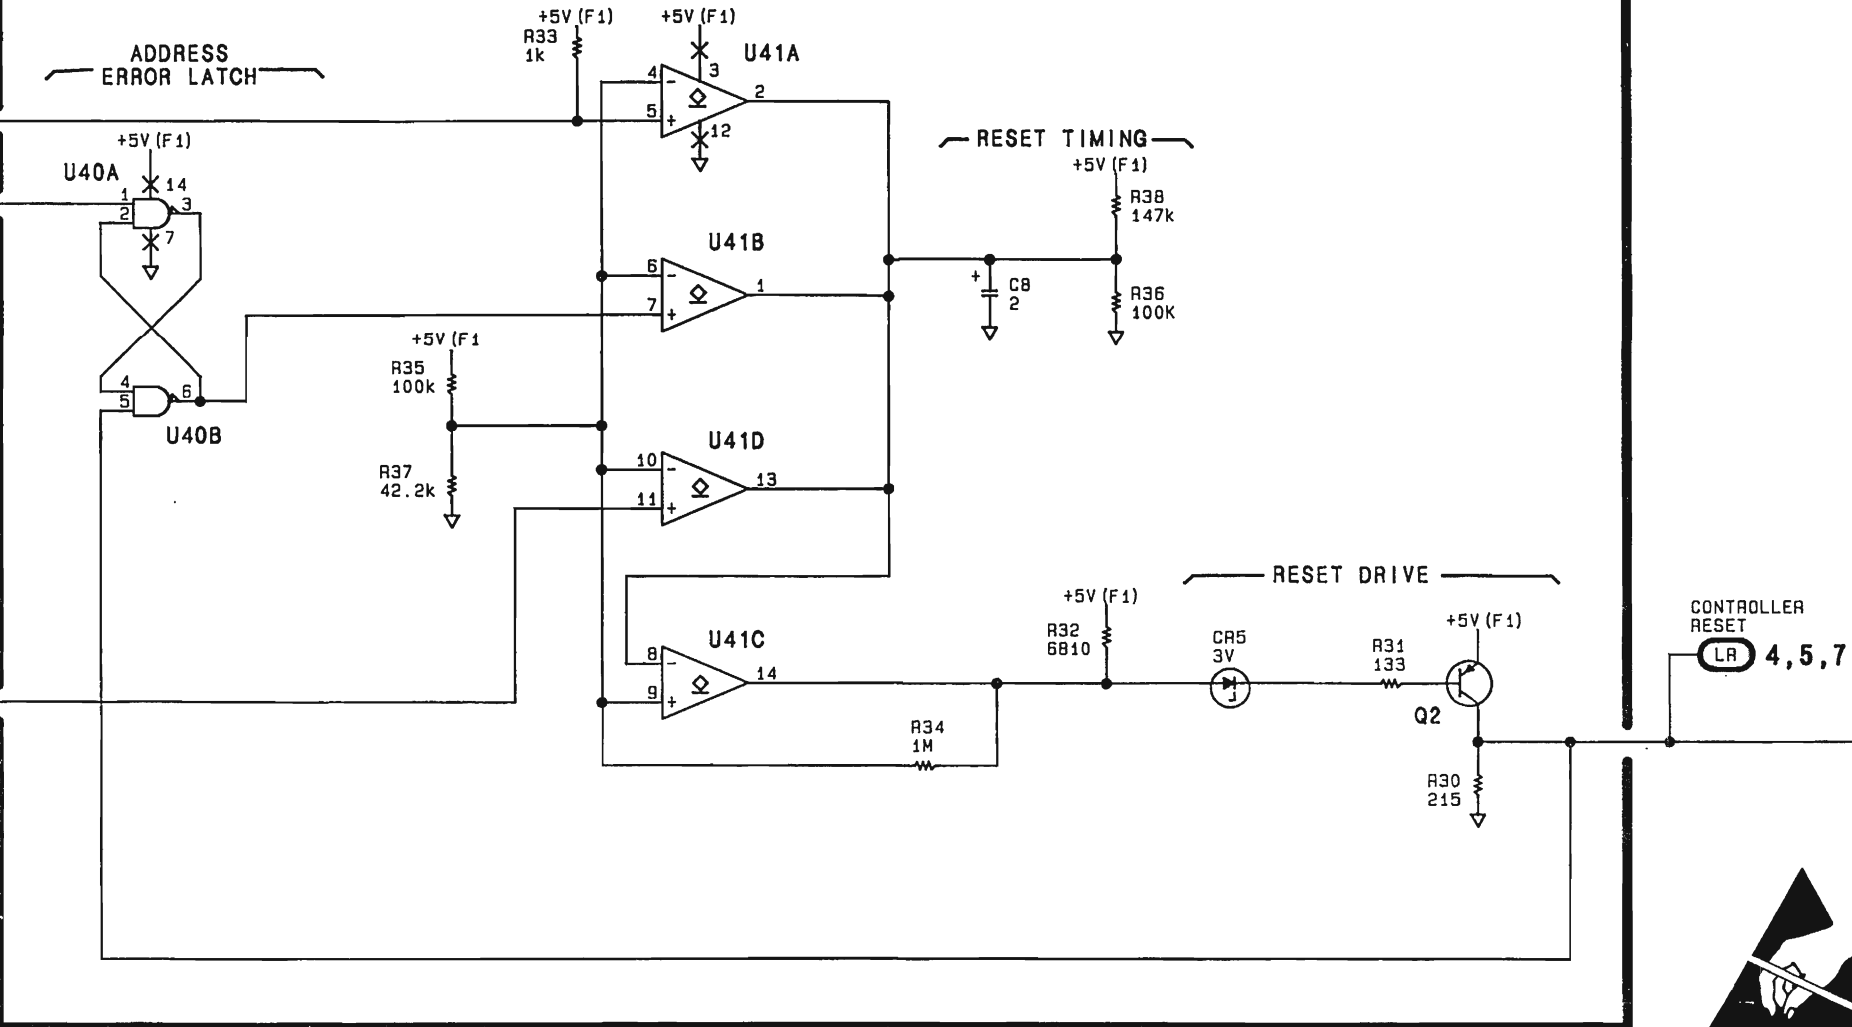 +5V(F1)
R33
1k
+5V(F1)
3
U41A
4
-
5
+
2
12
ADDRESS
ERROR LATCH
+5V(F1)
U40A
14
1
2
3
7
RESET TIMING
+5V(F1)
R38
147k
U41B
6
-
7
+
1
+
C8
2
R36
100K
+5V(F1
R35
100k
4
5
6
U40B
R37
42.2k
U41D
10
-
11
+
13
RESET DRIVE
+5V(F1)
R32
6810
CR5
3V
R31
133
+5V(F1)
Q2
U41C
8
-
9
+
14
R34
1M
R30
215
CONTROLLER
RESET
LR 4,5,7